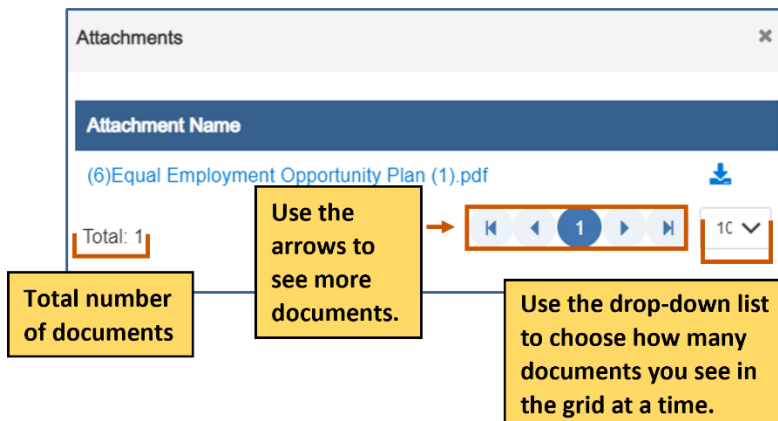 Attachments
Attachment Name
(6)Equal Employment Opportunity Plan (1).pdf
Total: 1
1
10
Use the
arrows to
see more
documents.
Total number
of documents
Use the drop-down list
to choose how many
documents you see in
the grid at a time.